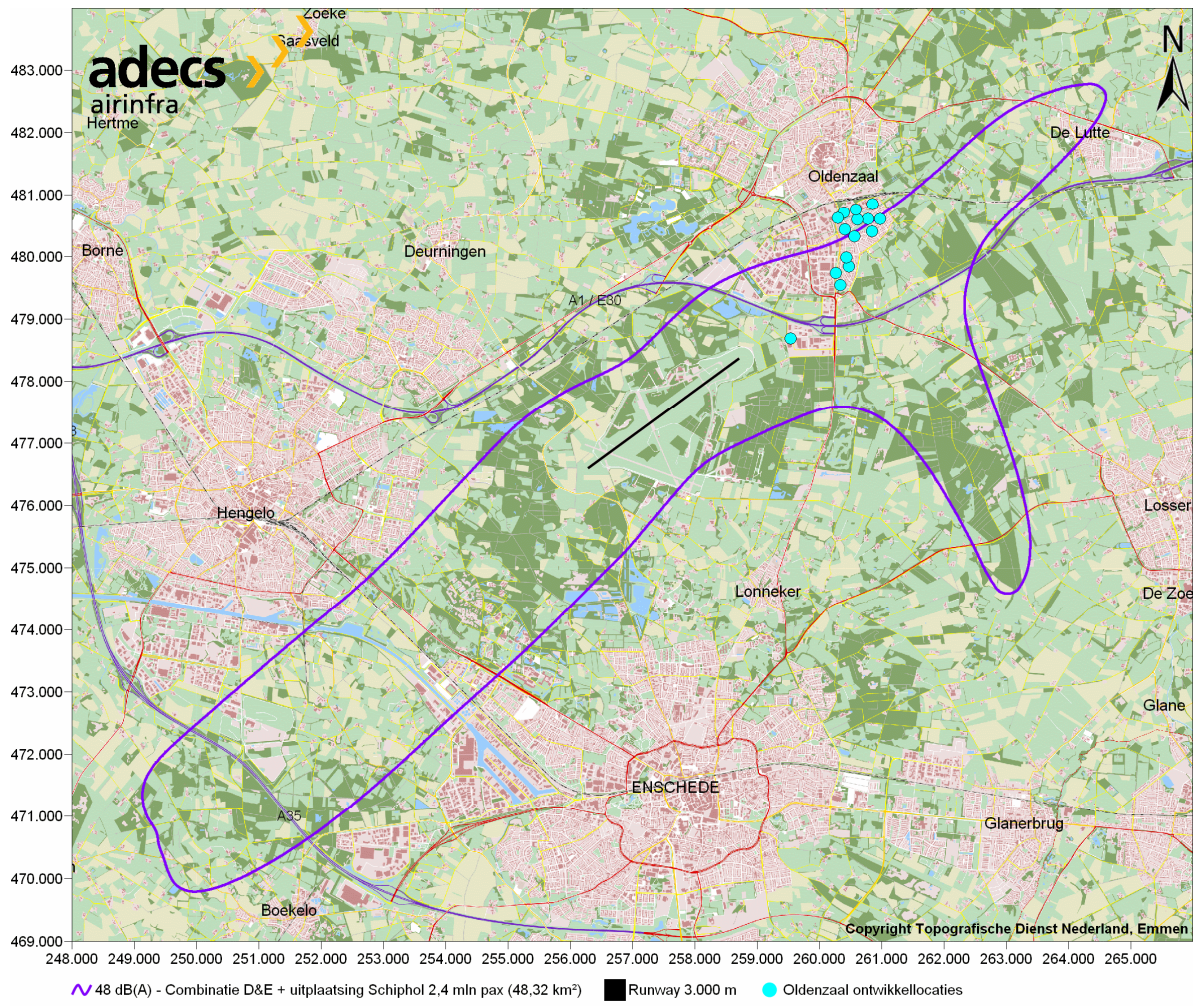 Zoeke
Saasveld
adecs
airinfra
Hertme
N
483.000
482.000
De Lutte
Oldenzaal
481.000
Borne
Deurningen
480.000
A1 / E30
479.000
478.000
477.000
476.000
Hengelo
Losser
475.000
Lonneker
De Zoe
474.000
473.000
Glane
472.000
ENSCHEDE
471.000
A35
Glanerbrug
470.000
Boekelo
469.000
Copyright Topografische Dienst Nederland, Emmen
248.000 249.000 250.000 251.000 252.000 253.000 254.000 255.000 256.000 257.000 258.000 259.000 260.000 261.000 262.000 263.000 264.000 265.000
48 dB(A) - Combinatie D&E + uitplaatsing Schiphol 2,4 mln pax (48,32 km²) Runway 3.000 m Oldenzaal ontwikkellocaties